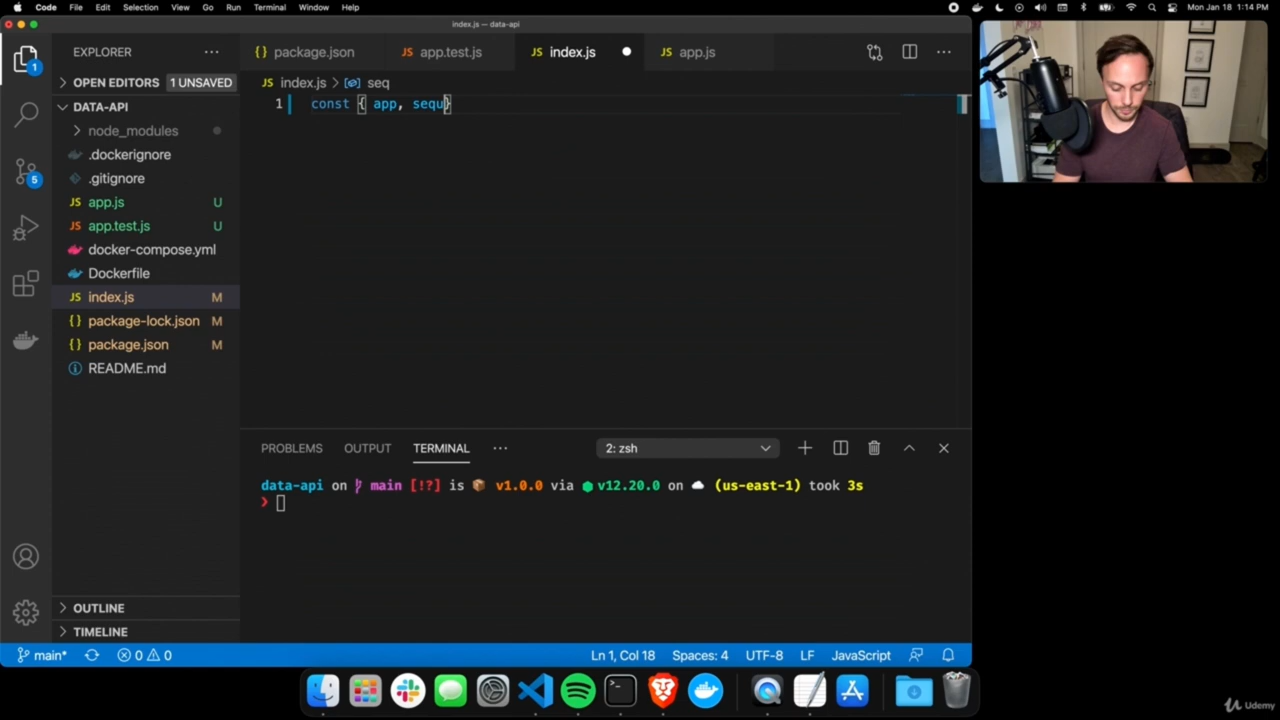 Code File Edit Selection View Go Run Terminal Window Help Mon Jan 18 1:14 PM
index.js — data-api
EXPLORER
package.json app.test.js index.js app.js
OPEN EDITORS 1 UNSAVED
index.js > seq
DATA-API
1 const { app, sequ}
node_modules
.dockerignore
.gitignore
app.js U
app.test.js U
docker-compose.yml
Dockerfile
index.js M
package-lock.json M
package.json M
README.md
1
5
PROBLEMS OUTPUT TERMINAL 2: zsh
data-api on main [!?] is v1.0.0 via v12.20.0 on (us-east-1) took 3s
❯
OUTLINE
TIMELINE
main* 0 0 Ln 1, Col 18 Spaces: 4 UTF-8 LF JavaScript
Udemy